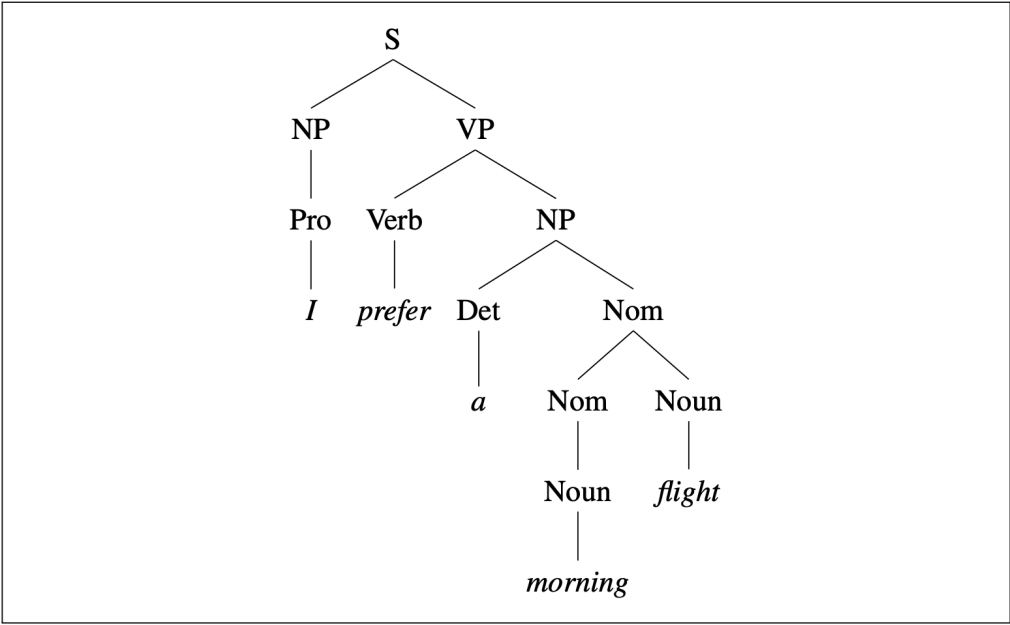 S
NP VP
Pro Verb NP
I prefer Det Nom
a Nom Noun
Noun flight
morning